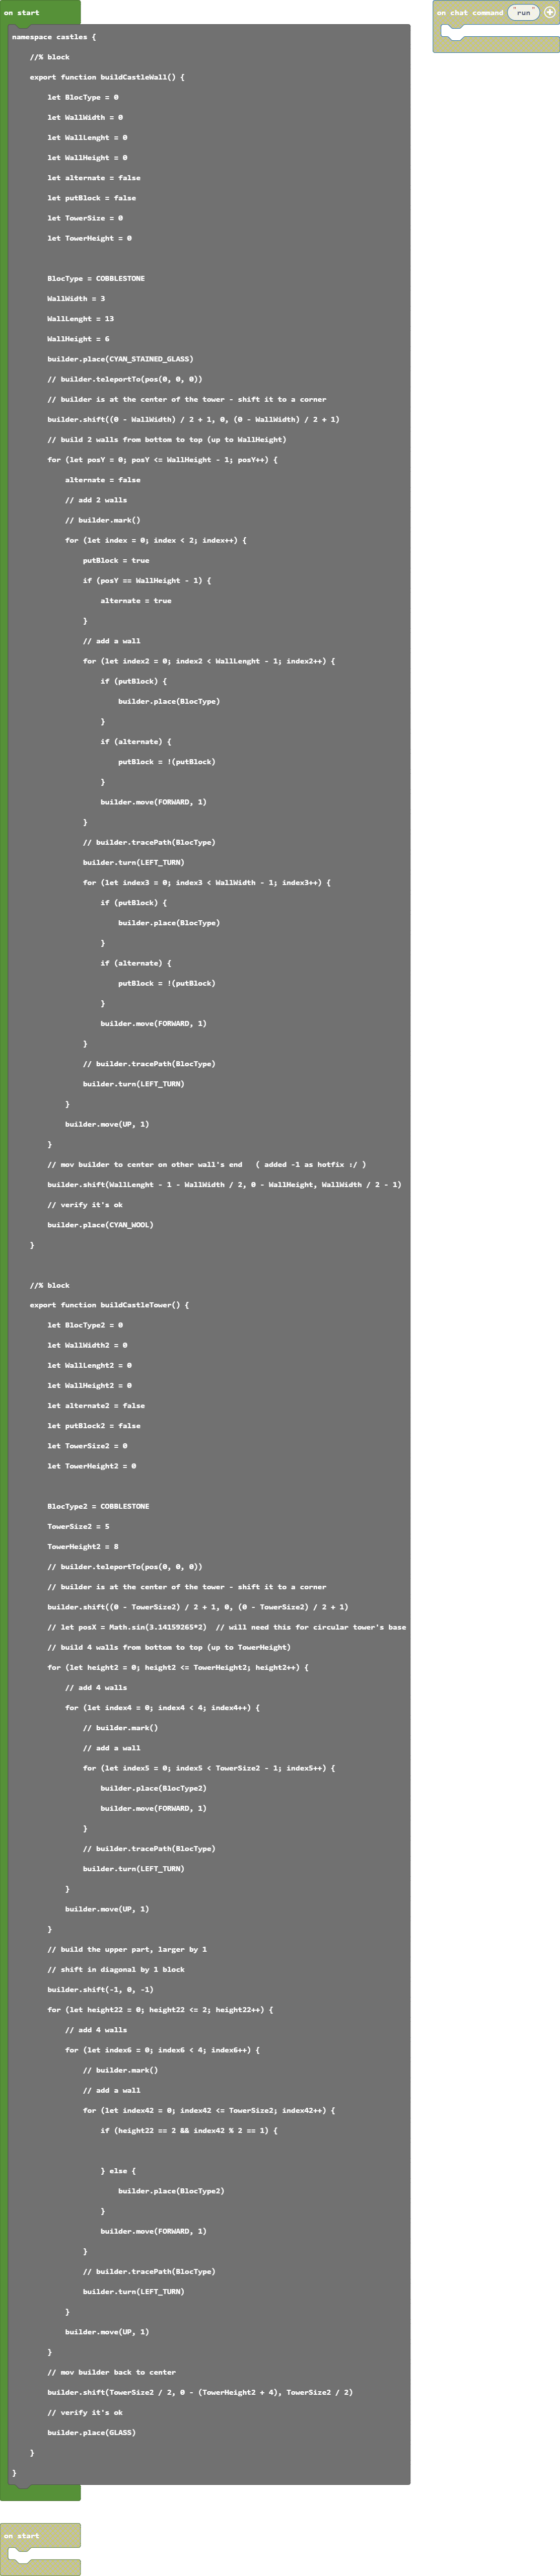 on start
on chat command "run"
namespace castles {
//% block
export function buildCastleWall() {
let BlocType = 0
let WallWidth = 0
let WallLenght = 0
let WallHeight = 0
let alternate = false
let putBlock = false
let TowerSize = 0
let TowerHeight = 0
BlocType = COBBLESTONE
WallWidth = 3
WallLenght = 13
WallHeight = 6
builder.place(CYAN_STAINED_GLASS)
// builder.teleportTo(pos(0, 0, 0))
// builder is at the center of the tower - shift it to a corner
builder.shift((0 - WallWidth) / 2 + 1, 0, (0 - WallWidth) / 2 + 1)
// build 2 walls from bottom to top (up to WallHeight)
for (let posY = 0; posY <= WallHeight - 1; posY++) {
alternate = false
// add 2 walls
// builder.mark()
for (let index = 0; index < 2; index++) {
putBlock = true
if (posY == WallHeight - 1) {
alternate = true
}
// add a wall
for (let index2 = 0; index2 < WallLenght - 1; index2++) {
if (putBlock) {
builder.place(BlocType)
}
if (alternate) {
putBlock = !(putBlock)
}
builder.move(FORWARD, 1)
}
// builder.tracePath(BlocType)
builder.turn(LEFT_TURN)
for (let index3 = 0; index3 < WallWidth - 1; index3++) {
if (putBlock) {
builder.place(BlocType)
}
if (alternate) {
putBlock = !(putBlock)
}
builder.move(FORWARD, 1)
}
// builder.tracePath(BlocType)
builder.turn(LEFT_TURN)
}
builder.move(UP, 1)
}
// mov builder to center on other wall's end   ( added -1 as hotfix :/ )
builder.shift(WallLenght - 1 - WallWidth / 2, 0 - WallHeight, WallWidth / 2 - 1)
// verify it's ok
builder.place(CYAN_WOOL)
}
//% block
export function buildCastleTower() {
let BlocType2 = 0
let WallWidth2 = 0
let WallLenght2 = 0
let WallHeight2 = 0
let alternate2 = false
let putBlock2 = false
let TowerSize2 = 0
let TowerHeight2 = 0
BlocType2 = COBBLESTONE
TowerSize2 = 5
TowerHeight2 = 8
// builder.teleportTo(pos(0, 0, 0))
// builder is at the center of the tower - shift it to a corner
builder.shift((0 - TowerSize2) / 2 + 1, 0, (0 - TowerSize2) / 2 + 1)
// let posX = Math.sin(3.14159265*2)  // will need this for circular tower's base
// build 4 walls from bottom to top (up to TowerHeight)
for (let height2 = 0; height2 <= TowerHeight2; height2++) {
// add 4 walls
for (let index4 = 0; index4 < 4; index4++) {
// builder.mark()
// add a wall
for (let index5 = 0; index5 < TowerSize2 - 1; index5++) {
builder.place(BlocType2)
builder.move(FORWARD, 1)
}
// builder.tracePath(BlocType)
builder.turn(LEFT_TURN)
}
builder.move(UP, 1)
}
// build the upper part, larger by 1
// shift in diagonal by 1 block
builder.shift(-1, 0, -1)
for (let height22 = 0; height22 <= 2; height22++) {
// add 4 walls
for (let index6 = 0; index6 < 4; index6++) {
// builder.mark()
// add a wall
for (let index42 = 0; index42 <= TowerSize2; index42++) {
if (height22 == 2 && index42 % 2 == 1) {
} else {
builder.place(BlocType2)
}
builder.move(FORWARD, 1)
}
// builder.tracePath(BlocType)
builder.turn(LEFT_TURN)
}
builder.move(UP, 1)
}
// mov builder back to center
builder.shift(TowerSize2 / 2, 0 - (TowerHeight2 + 4), TowerSize2 / 2)
// verify it's ok
builder.place(GLASS)
}
}
on start